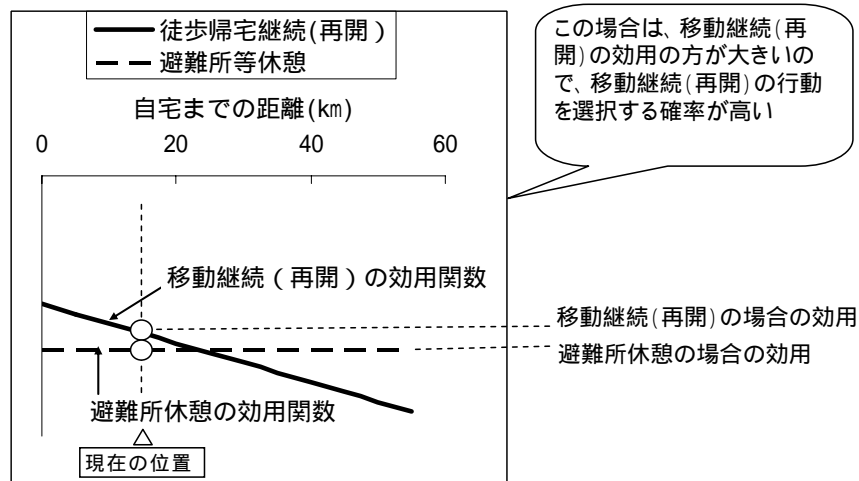 徒歩帰宅継続(再開)
避難所等休憩
自宅までの距離(㎞)
0 20 40 60
この場合は、移動継続(再
開)の効用の方が大きいの
で、移動継続(再開)の行動
を選択する確率が高い
移動継続(再開)の効用関数
移動継続(再開)の場合の効用
避難所休憩の場合の効用
避難所休憩の効用関数
現在の位置